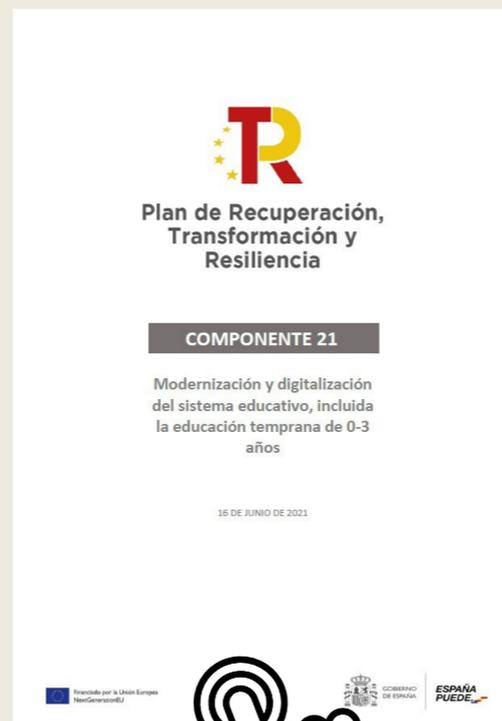 TR
Plan de Recuperación,
Transformación y
Resiliencia
COMPONENTE 21
Modernización y digitalización
del sistema educativo, incluida
la educación temprana de 0-3
años
16 DE JUNIO DE 2021
Financiado por la Unión Europea
NextGenerationEU
GOBIERNO
DE ESPAÑA
ESPAÑA
PUEDE